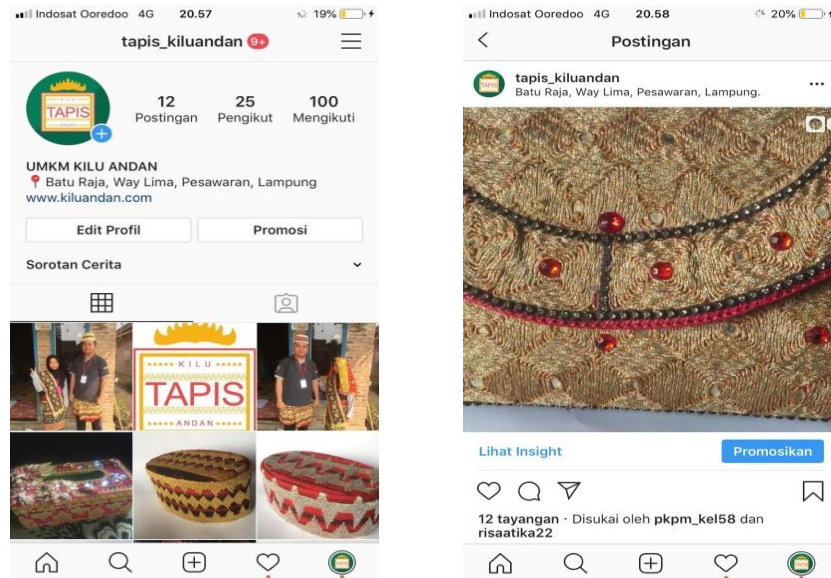 Indosat Ooredoo 4G 20.57 19%
tapis_kiluandan 9+
12 25 100
Postingan Pengikut Mengikuti
KILU
TAPIS
UMKM KILU ANDAN
Batu Raja, Way Lima, Pesawaran, Lampung
www.kiluandan.com
Edit Profil Promosi
Sorotan Cerita
KILU
TAPIS
ANDAN
Indosat Ooredoo 4G 20.58 20%
Postingan
tapis_kiluandan
Batu Raja, Way Lima, Pesawaran, Lampung.
Lihat Insight Promosikan
12 tayangan · Disukai oleh pkpm_kel58 dan
risaatika22